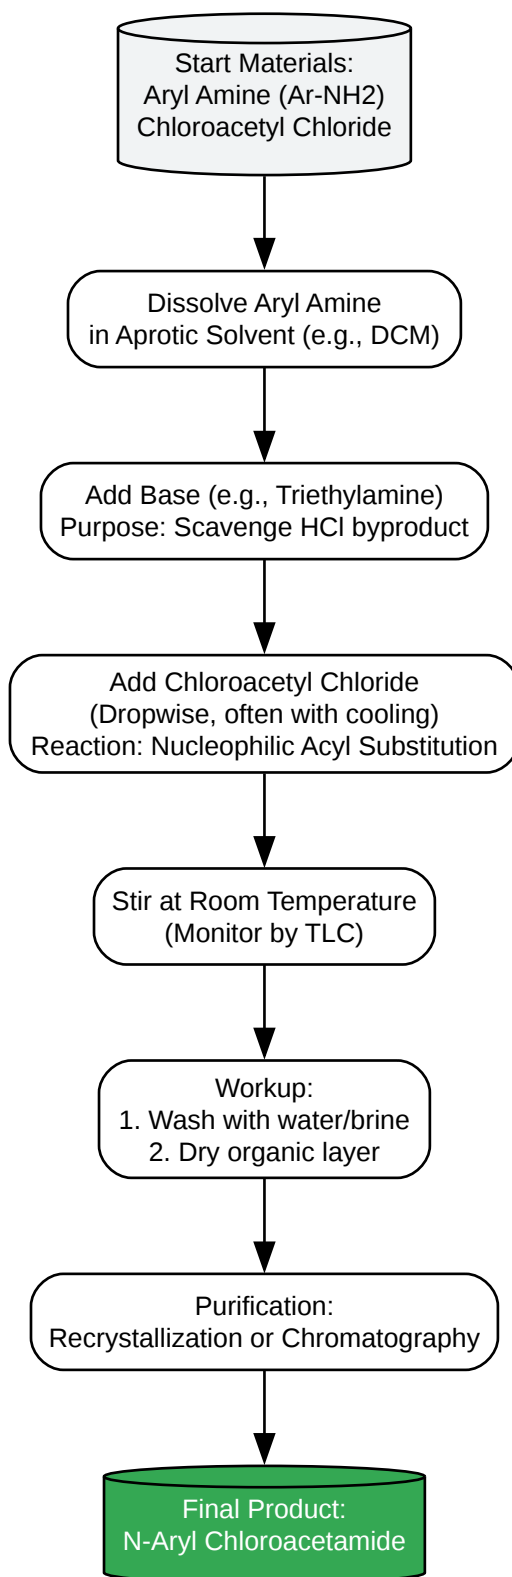 Start Materials:
Aryl Amine (Ar-NH2)
Chloroacetyl Chloride
Dissolve Aryl Amine
in Aprotic Solvent (e.g., DCM)
Add Base (e.g., Triethylamine)
Purpose: Scavenge HCl byproduct
Add Chloroacetyl Chloride
(Dropwise, often with cooling)
Reaction: Nucleophilic Acyl Substitution
Stir at Room Temperature
(Monitor by TLC)
Workup:
1. Wash with water/brine
2. Dry organic layer
Purification:
Recrystallization or Chromatography
Final Product:
N-Aryl Chloroacetamide